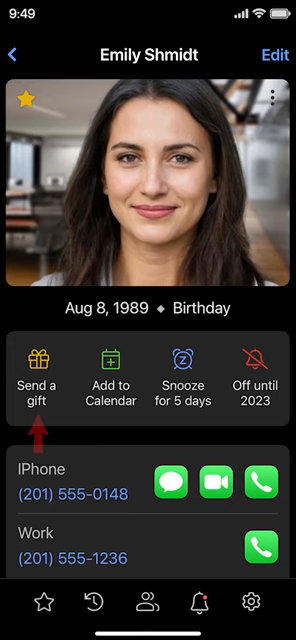 9:49
Emily Shmidt
Edit
Aug 8, 1989 ◆ Birthday
Send a
gift
Add to
Calendar
Snooze
for 5 days
Off until
2023
IPhone
(201) 555-0148
Work
(201) 555-1236